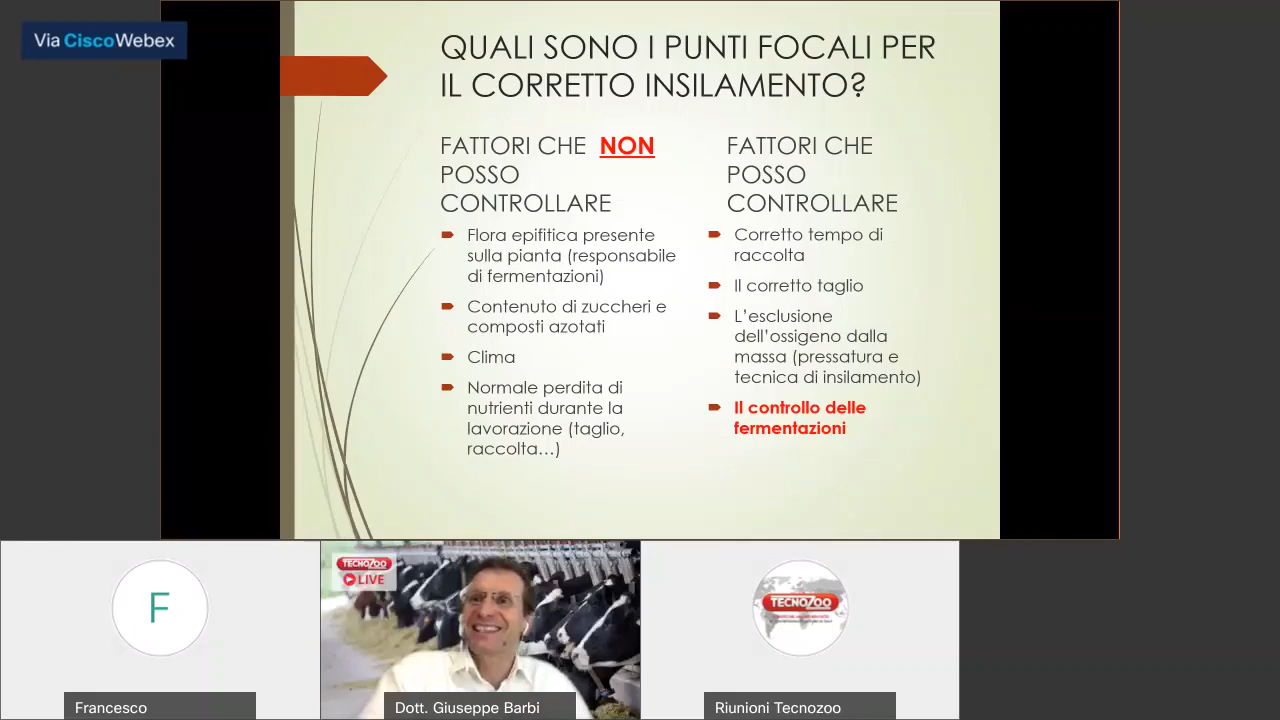 Via CiscoWebex
QUALI SONO I PUNTI FOCALI PER
IL CORRETTO INSILAMENTO?
FATTORI CHE NON
POSSO
CONTROLLARE
Flora epifitica presente
sulla pianta (responsabile
di fermentazioni)
Contenuto di zuccheri e
composti azotati
Clima
Normale perdita di
nutrienti durante la
lavorazione (taglio,
raccolta…)
FATTORI CHE
POSSO
CONTROLLARE
Corretto tempo di
raccolta
Il corretto taglio
L’esclusione
dell’ossigeno dalla
massa (pressatura e
tecnica di insilamento)
Il controllo delle
fermentazioni
F
Francesco
TECNOZOO
LIVE
Dott. Giuseppe Barbi
TECNOZOO
Riunioni Tecnozoo